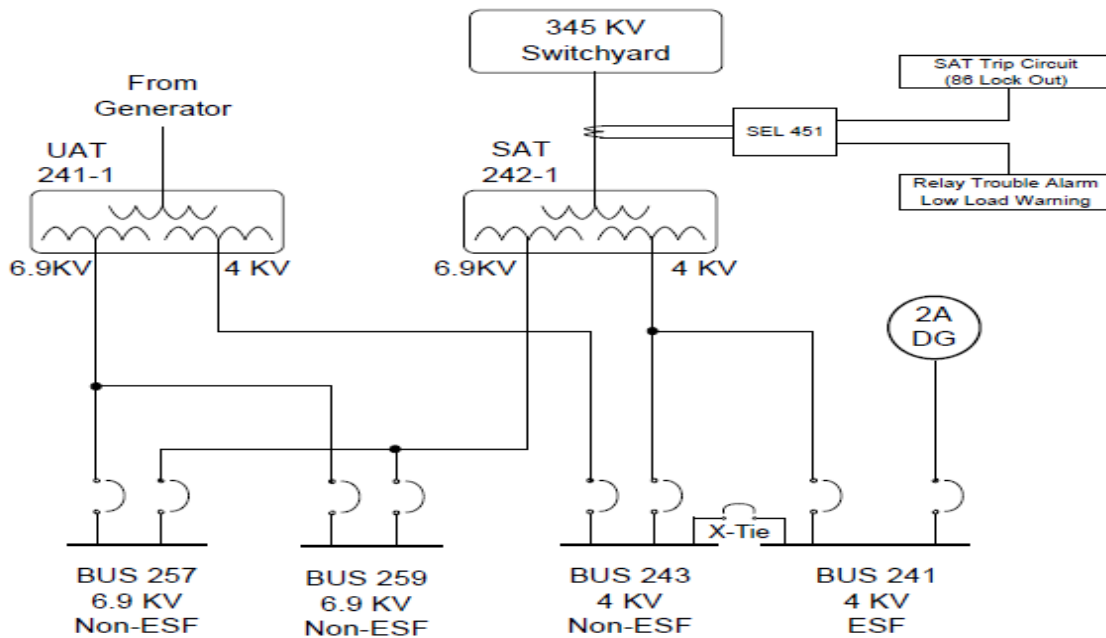 345 KV
Switchyard
SAT Trip Circuit
(86 Lock Out)
From
Generator
SEL 451
UAT
241-1
SAT
242-1
Relay Trouble Alarm
Low Load Warning
6.9KV
4 KV
6.9KV
4 KV
2A
DG
X-Tie
BUS 257
6.9 KV
Non-ESF
BUS 259
6.9 KV
Non-ESF
BUS 243
4 KV
Non-ESF
BUS 241
4 KV
ESF